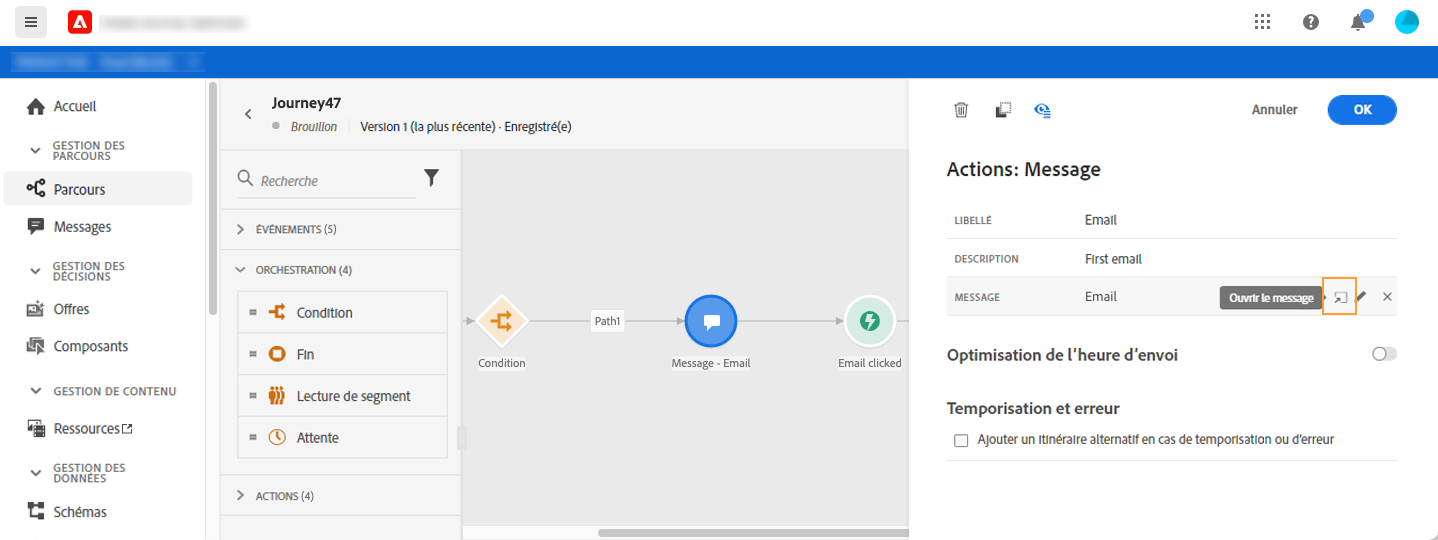 Accueil
GESTION DES
PARCOURS
Parcours
Messages
GESTION DES
DÉCISIONS
Offres
Composants
GESTION DE CONTENU
Ressources
GESTION DES
DONNÉES
Schémas
Journey47
Brouillon
Version 1 (la plus récente) · Enregistré(e)
Recherche
ÉVÉNEMENTS (5)
ORCHESTRATION (4)
Condition
Fin
Lecture de segment
Attente
ACTIONS (4)
Condition
Path1
Message - Email
Email clicked
Annuler
OK
Actions: Message
LIBELLÉ Email
DESCRIPTION First email
MESSAGE Email
Ouvrir le message
Optimisation de l'heure d'envoi
Temporisation et erreur
Ajouter un itinéraire alternatif en cas de temporisation ou d'erreur